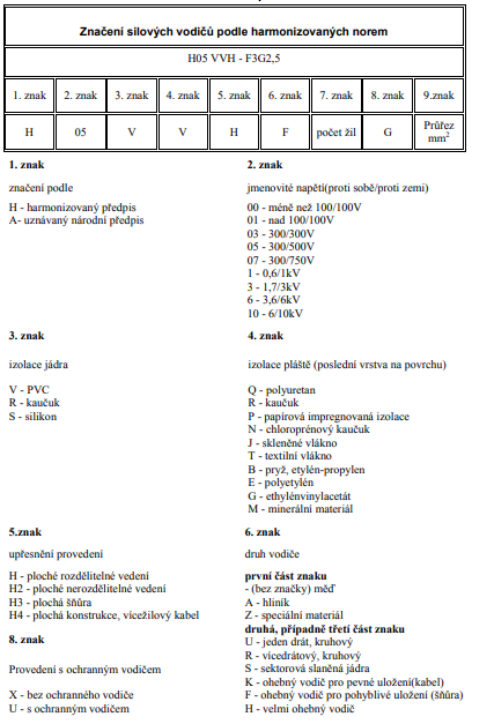 Značení silových vodičů podle harmonizovaných norem
H05 VVH - F3G2,5
1. znak 2. znak 3. znak 4. znak 5. znak 6. znak 7. znak 8. znak 9.znak
H 05 V V H F počet žil G Průřez mm²
1. znak
značení podle
H - harmonizovaný předpis
A- uznávaný národní předpis
2. znak
jmenovité napětí(proti sobě/proti zemi)
00 - méně než 100/100V
01 - nad 100/100V
03 - 300/300V
05 - 300/500V
07 - 300/750V
1 - 0,6/1kV
3 - 1,7/3kV
6 - 3,6/6kV
10 - 6/10kV
3. znak
izolace jádra
V - PVC
R - kaučuk
S - silikon
4. znak
izolace pláště (poslední vrstva na povrchu)
Q - polyuretan
R - kaučuk
P - papírová impregnovaná izolace
N - chloroprénový kaučuk
J - skleněné vlákno
T - textilní vlákno
B - pryž, etylén-propylen
E - polyetylén
G - ethylénvinylacetát
M - minerální materiál
5.znak
upřesnění provedení
H - ploché rozdělitelné vedení
H2 - ploché nerozdělitelné vedení
H3 - plochá šňůra
H4 - plochá konstrukce, vícežilový kabel
6. znak
druh vodiče
první část znaku
- (bez značky) měď
A - hliník
Z - speciální materiál
druhá, případně třetí část znaku
U - jeden drát, kruhový
R - vícedrátový, kruhový
S - sektorová slaněná jádra
K - ohebný vodič pro pevné uložení(kabel)
F - ohebný vodič pro pohyblivé uložení (šňůra)
H - velmi ohebný vodič
8. znak
Provedení s ochranným vodičem
X - bez ochranného vodiče
U - s ochranným vodičem